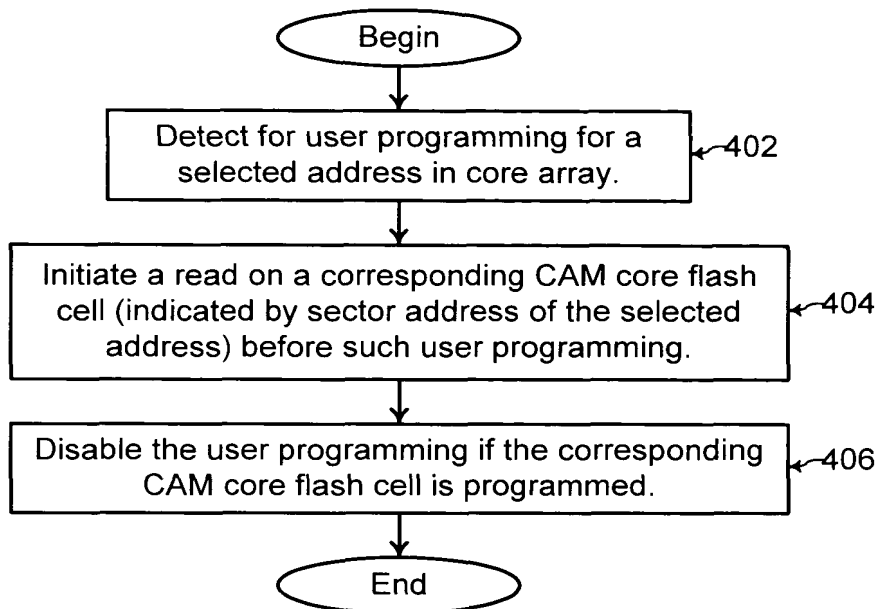 Begin
Detect for user programming for a
selected address in core array.
402
Initiate a read on a corresponding CAM core flash
cell (indicated by sector address of the selected
address) before such user programming.
404
Disable the user programming if the corresponding
CAM core flash cell is programmed.
406
End